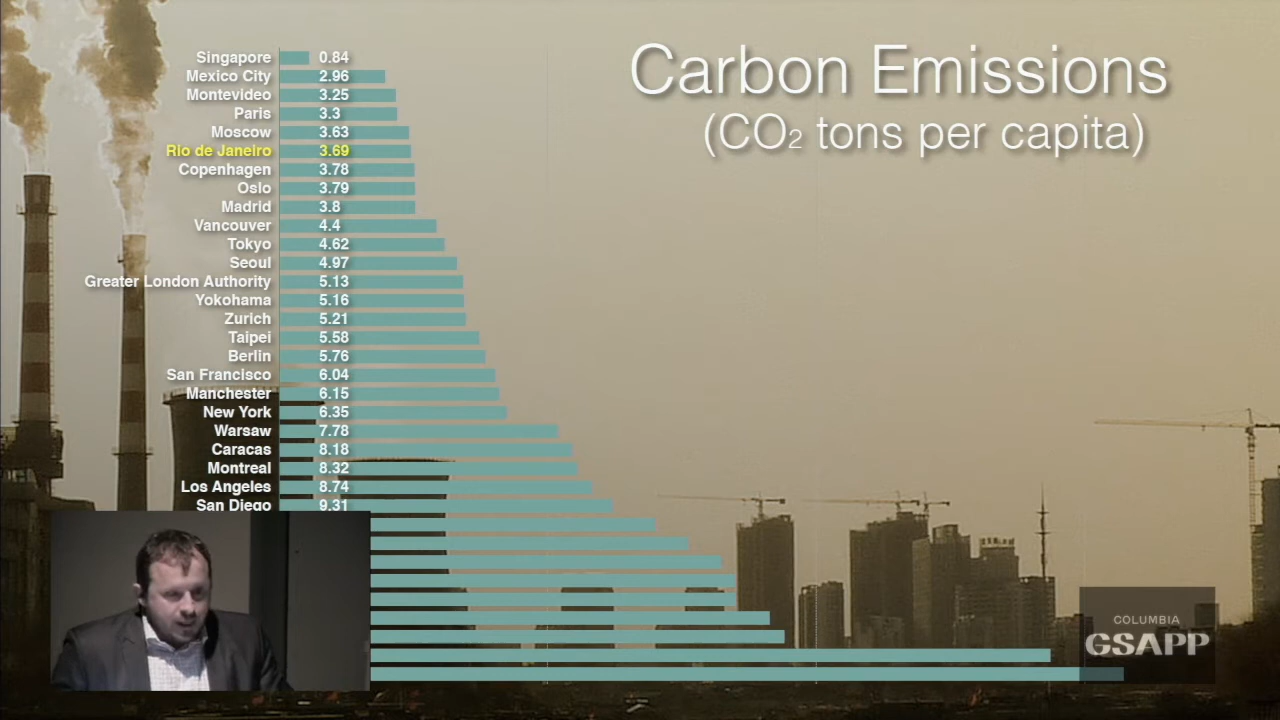 Carbon Emissions
(CO2 tons per capita)
Singapore 0.84
Mexico City 2.96
Montevideo 3.25
Paris 3.3
Moscow 3.63
Rio de Janeiro 3.69
Copenhagen 3.78
Oslo 3.79
Madrid 3.8
Vancouver 4.4
Tokyo 4.62
Seoul 4.97
Greater London Authority 5.13
Yokohama 5.16
Zurich 5.21
Taipei 5.58
Berlin 5.76
San Francisco 6.04
Manchester 6.15
New York 6.35
Warsaw 7.78
Caracas 8.18
Montreal 8.32
Los Angeles 8.74
San Diego 9.31
COLUMBIA
GSAPP